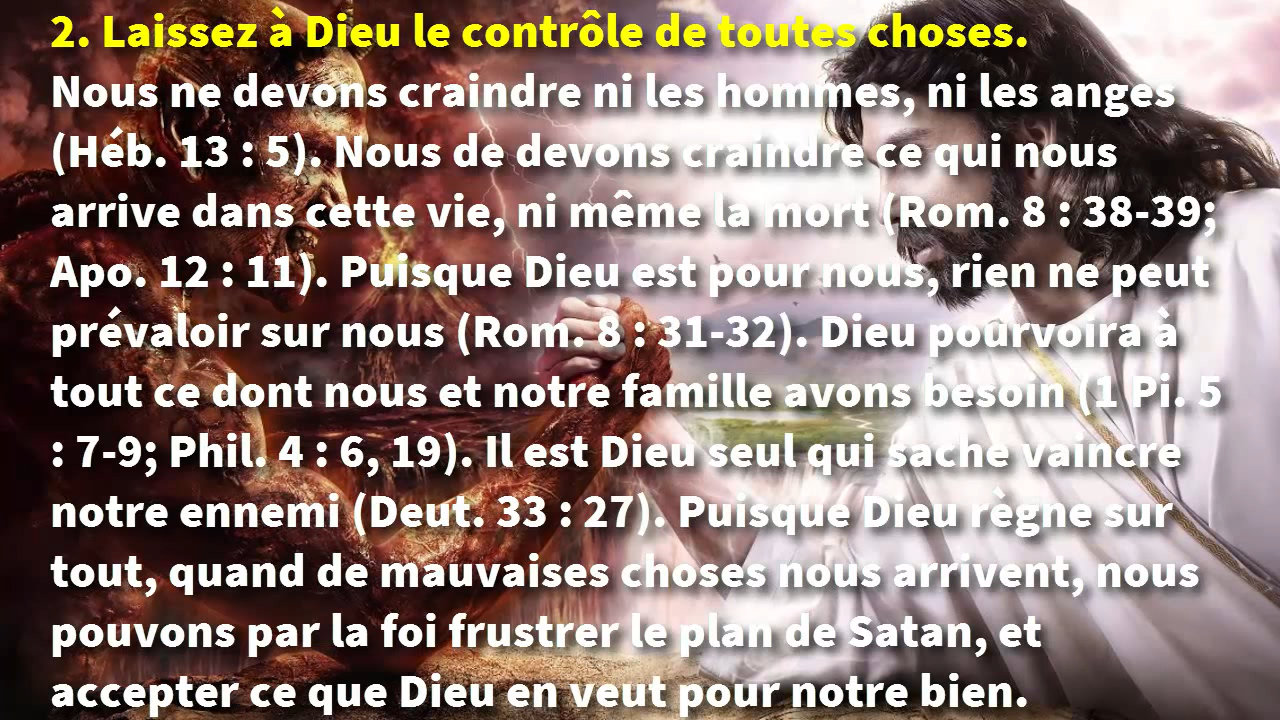 2. Laissez à Dieu le contrôle de toutes choses.
Nous ne devons craindre ni les hommes, ni les anges
(Héb. 13 : 5). Nous de devons craindre ce qui nous
arrive dans cette vie, ni même la mort (Rom. 8 : 38-39;
Apo. 12 : 11). Puisque Dieu est pour nous, rien ne peut
prévaloir sur nous (Rom. 8 : 31-32). Dieu pourvoira à
tout ce dont nous et notre famille avons besoin (1 Pi. 5
: 7-9; Phil. 4 : 6, 19). Il est Dieu seul qui sache vaincre
notre ennemi (Deut. 33 : 27). Puisque Dieu règne sur
tout, quand de mauvaises choses nous arrivent, nous
pouvons par la foi frustrer le plan de Satan, et
accepter ce que Dieu en veut pour notre bien.